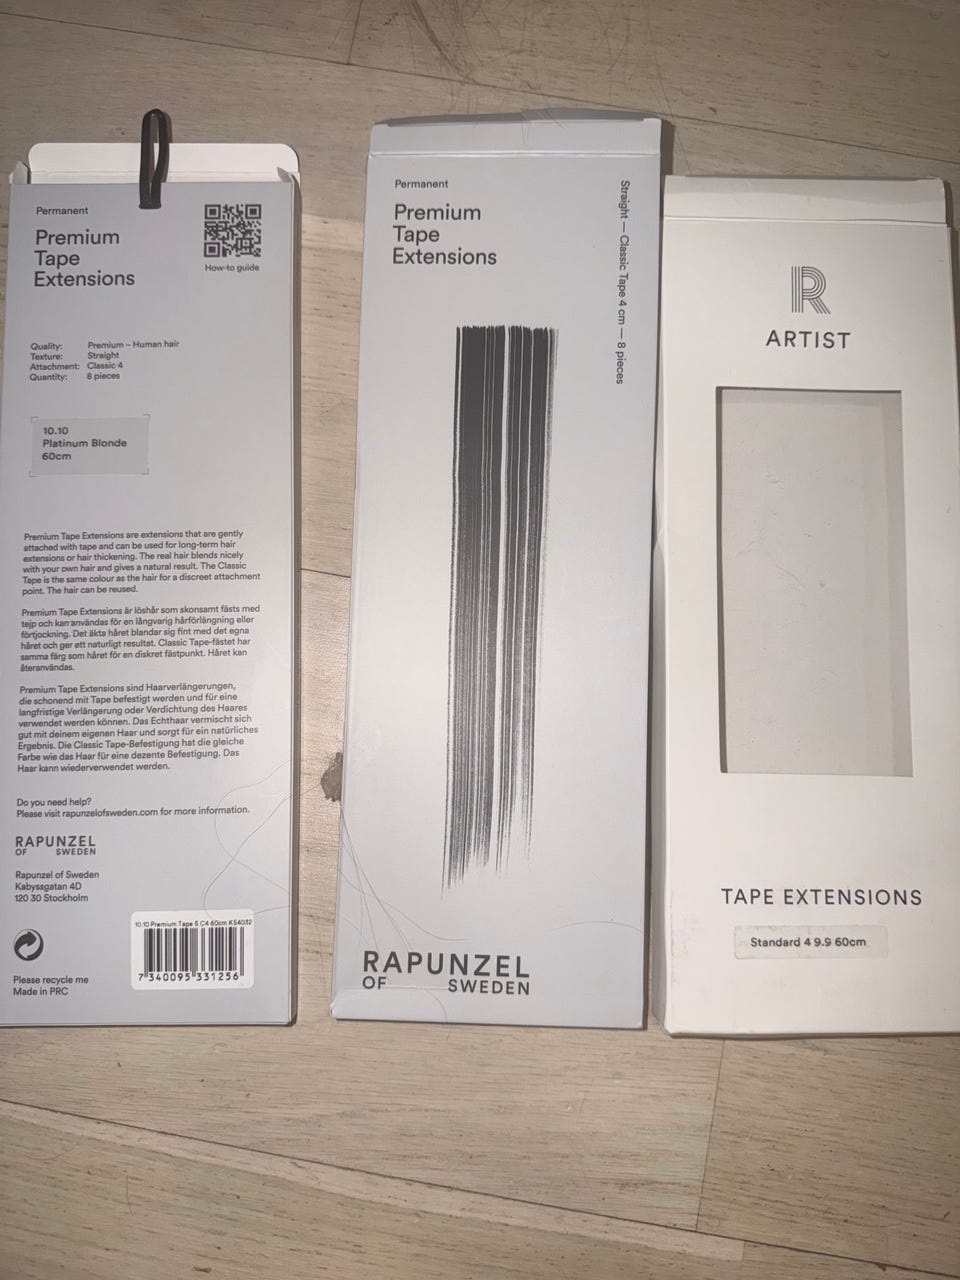 Permanent
Premium
Tape
Extensions
How-to guide
Quality: Premium – Human hair
Texture: Straight
Attachment: Classic 4
Quantity: 8 pieces
10.10
Platinum Blonde
60cm
Premium Tape Extensions are extensions that are gently
attached with tape and can be used for long-term hair
extensions or hair thickening. The real hair blends nicely
with your own hair and gives a natural result. The Classic
Tape is the same colour as the hair for a discreet attachment
point. The hair can be reused.
Premium Tape Extensions är löshår som skonsamt fästs med
tejp och kan användas för en långvarig hårförlängning eller
förtjockning. Det äkta håret blandar sig fint med det egna
håret och ger ett naturligt resultat. Classic Tape-fästet har
samma färg som håret för en diskret fästpunkt. Håret kan
återanvändas.
Premium Tape Extensions sind Haarverlängerungen,
die schonend mit Tape befestigt werden und für eine
langfristige Verlängerung oder Verdichtung des Haares
verwendet werden können. Das Echthaar vermischt sich
gut mit deinem eigenen Haar und sorgt für ein natürliches
Ergebnis. Die Classic Tape-Befestigung hat die gleiche
Farbe wie das Haar für eine dezente Befestigung. Das
Haar kann wiederverwendet werden.
Do you need help?
Please visit rapunzelofsweden.com for more information.
RAPUNZEL
OF SWEDEN
Rapunzel of Sweden
Kabyssgatan 4D
120 30 Stockholm
Please recycle me
Made in PRC
10.10 Premium Tape S C4 60cm K54032
7 340095 331256
Permanent
Premium
Tape
Extensions
Straight — Classic Tape 4 cm — 8 pieces
RAPUNZEL
OF SWEDEN
R
ARTIST
TAPE EXTENSIONS
Standard 4 9.9 60cm